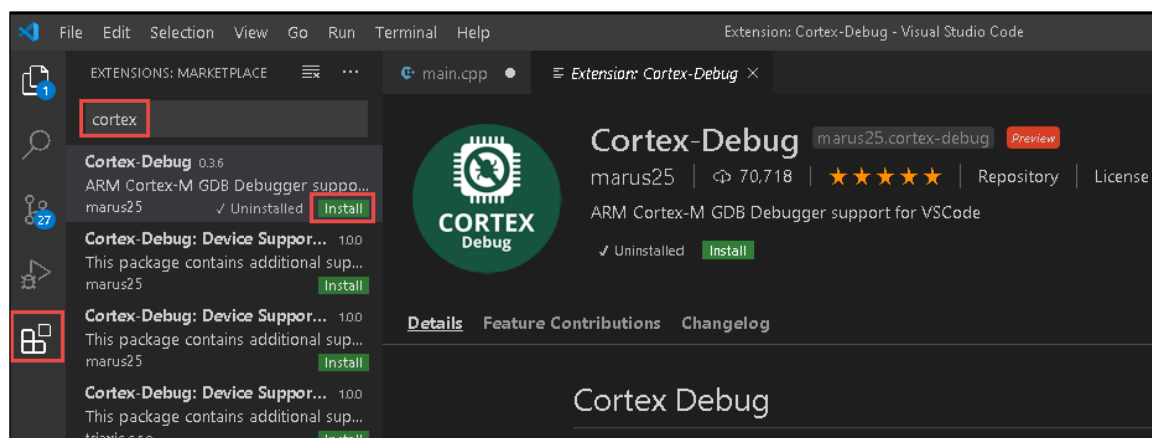 File Edit Selection View Go Run Terminal Help
Extension: Cortex-Debug - Visual Studio Code
EXTENSIONS: MARKETPLACE
cortex
Cortex-Debug 0.3.6
ARM Cortex-M GDB Debugger suppo...
marus25 ✓ Uninstalled Install
Cortex-Debug: Device Suppor... 1.0.0
This package contains additional sup...
marus25 Install
Cortex-Debug: Device Suppor... 1.0.0
This package contains additional sup...
marus25 Install
Cortex-Debug: Device Suppor... 1.0.0
This package contains additional sup...
Install
1
27
main.cpp
Extension: Cortex-Debug
CORTEX
Debug
Cortex-Debug marus25.cortex-debug Preview
marus25 70,718 ★★★★★ Repository License
ARM Cortex-M GDB Debugger support for VSCode
✓ Uninstalled Install
Details Feature Contributions Changelog
Cortex Debug